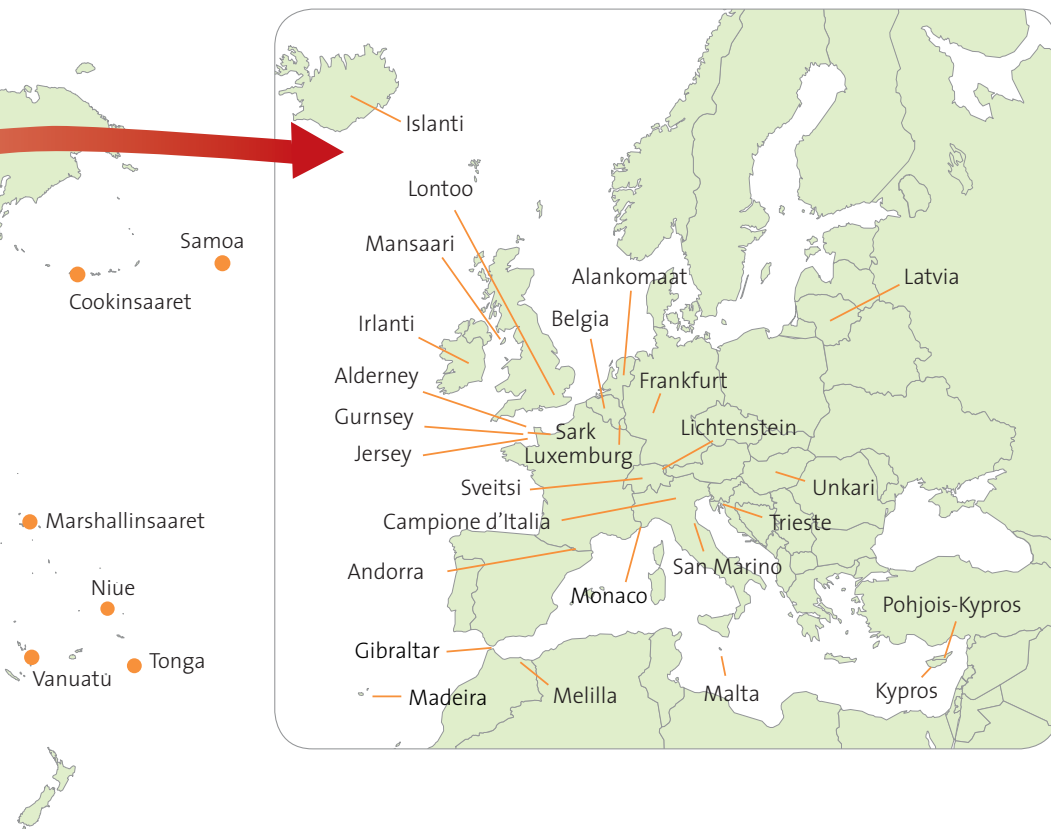 Islanti
Lontoo
Samoa
Mansaari
Cookinsaaret
Alankomaat
Latvia
Irlanti
Belgia
Alderney
Frankfurt
Gurnsey
Sark
Lichtenstein
Jersey
Luxemburg
Sveitsi
Unkari
Marshallinsaaret
Campione d'Italia
Trieste
Andorra
San Marino
Niue
Monaco
Pohjois-Kypros
Gibraltar
Tonga
Vanuatu
Madeira
Melilla
Malta
Kypros